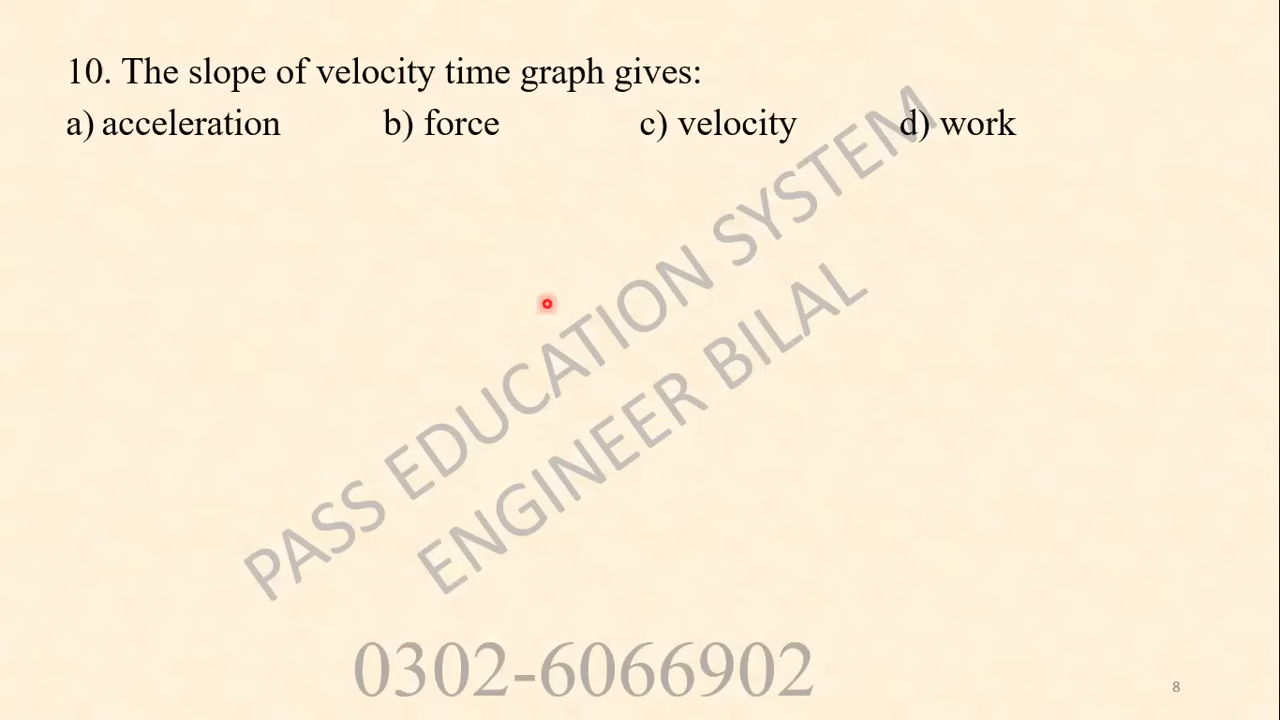 10. The slope of velocity time graph gives:
a) acceleration b) force c) velocity d) work
PASS EDUCATION SYSTEM
ENGINEER BILAL
0302-6066902
8